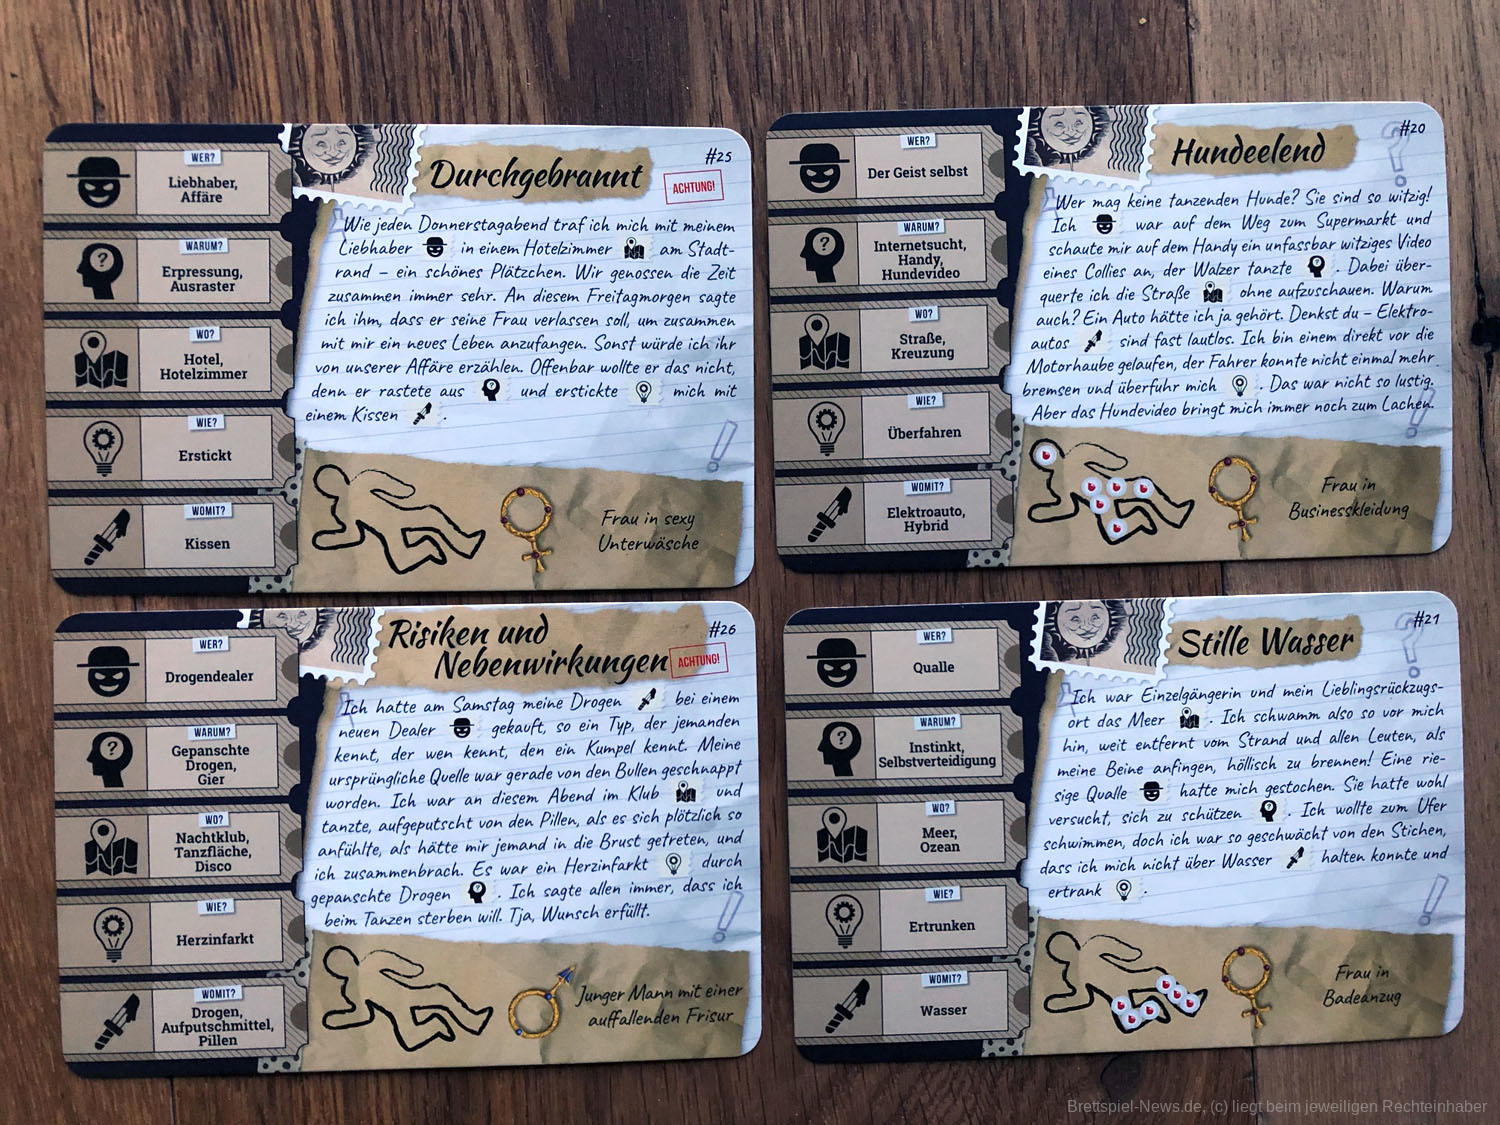 WER?
Liebhaber,
Affäre
WARUM?
Erpressung,
Ausraster
WO?
Hotel,
Hotelzimmer
WIE?
Erstickt
WOMIT?
Kissen
Durchgebrannt
#25
ACHTUNG!
Wie jeden Donnerstagabend traf ich mich mit meinem
Liebhaber in einem Hotelzimmer am Stadt-
rand – ein schönes Plätzchen. Wir genossen die Zeit
zusammen immer sehr. An diesem Freitagmorgen sagte
ich ihm, dass er seine Frau verlassen soll, um zusammen
mit mir ein neues Leben anzufangen. Sonst würde ich ihr
von unserer Affäre erzählen. Offenbar wollte er das nicht,
denn er rastete aus und erstickte mich mit
einem Kissen .
Frau in sexy
Unterwäsche
WER?
Der Geist selbst
WARUM?
Internetsucht,
Handy,
Hundevideo
WO?
Straße,
Kreuzung
WIE?
Überfahren
WOMIT?
Elektroauto,
Hybrid
Hundeelend
#20
Wer mag keine tanzenden Hunde? Sie sind so witzig!
Ich war auf dem Weg zum Supermarkt und
schaute mir auf dem Handy ein unfassbar witziges Video
eines Collies an, der Walzer tanzte . Dabei über-
querte ich die Straße ohne aufzuschauen. Warum
auch? Ein Auto hätte ich ja gehört. Denkst du – Elektro-
autos sind fast lautlos. Ich bin einem direkt vor die
Motorhaube gelaufen, der Fahrer konnte nicht einmal mehr
bremsen und überfuhr mich . Das war nicht so lustig.
Aber das Hundevideo bringt mich immer noch zum Lachen.
Frau in
Businesskleidung
WER?
Drogendealer
WARUM?
Gepanschte
Drogen,
Gier
WO?
Nachtklub,
Tanzfläche,
Disco
WIE?
Herzinfarkt
WOMIT?
Drogen,
Aufputschmittel,
Pillen
Risiken und
Nebenwirkungen
#26
ACHTUNG!
Ich hatte am Samstag meine Drogen bei einem
neuen Dealer gekauft, so ein Typ, der jemanden
kennt, der wen kennt, den ein Kumpel kennt. Meine
ursprüngliche Quelle war gerade von den Bullen geschnappt
worden. Ich war an diesem Abend im Klub und
tanzte, aufgeputscht von den Pillen, als es sich plötzlich so
anfühlte, als hätte mir jemand in die Brust getreten, und
ich zusammenbrach. Es war ein Herzinfarkt durch
gepanschte Drogen . Ich sagte allen immer, dass ich
beim Tanzen sterben will. Tja, Wunsch erfüllt.
Junger Mann mit einer
auffallenden Frisur
WER?
Qualle
WARUM?
Instinkt,
Selbstverteidigung
WO?
Meer,
Ozean
WIE?
Ertrunken
WOMIT?
Wasser
Stille Wasser
#21
Ich war Einzelgängerin und mein Lieblingsrückzugs-
ort das Meer . Ich schwamm also so vor mich
hin, weit entfernt vom Strand und allen Leuten, als
meine Beine anfingen, höllisch zu brennen! Eine rie-
sige Qualle hatte mich gestochen. Sie hatte wohl
versucht, sich zu schützen . Ich wollte zum Ufer
schwimmen, doch ich war so geschwächt von den Stichen,
dass ich mich nicht über Wasser halten konnte und
ertrank .
Frau in
Badeanzug
Brettspiel-News.de, (c) liegt beim jeweiligen Rechteinhaber